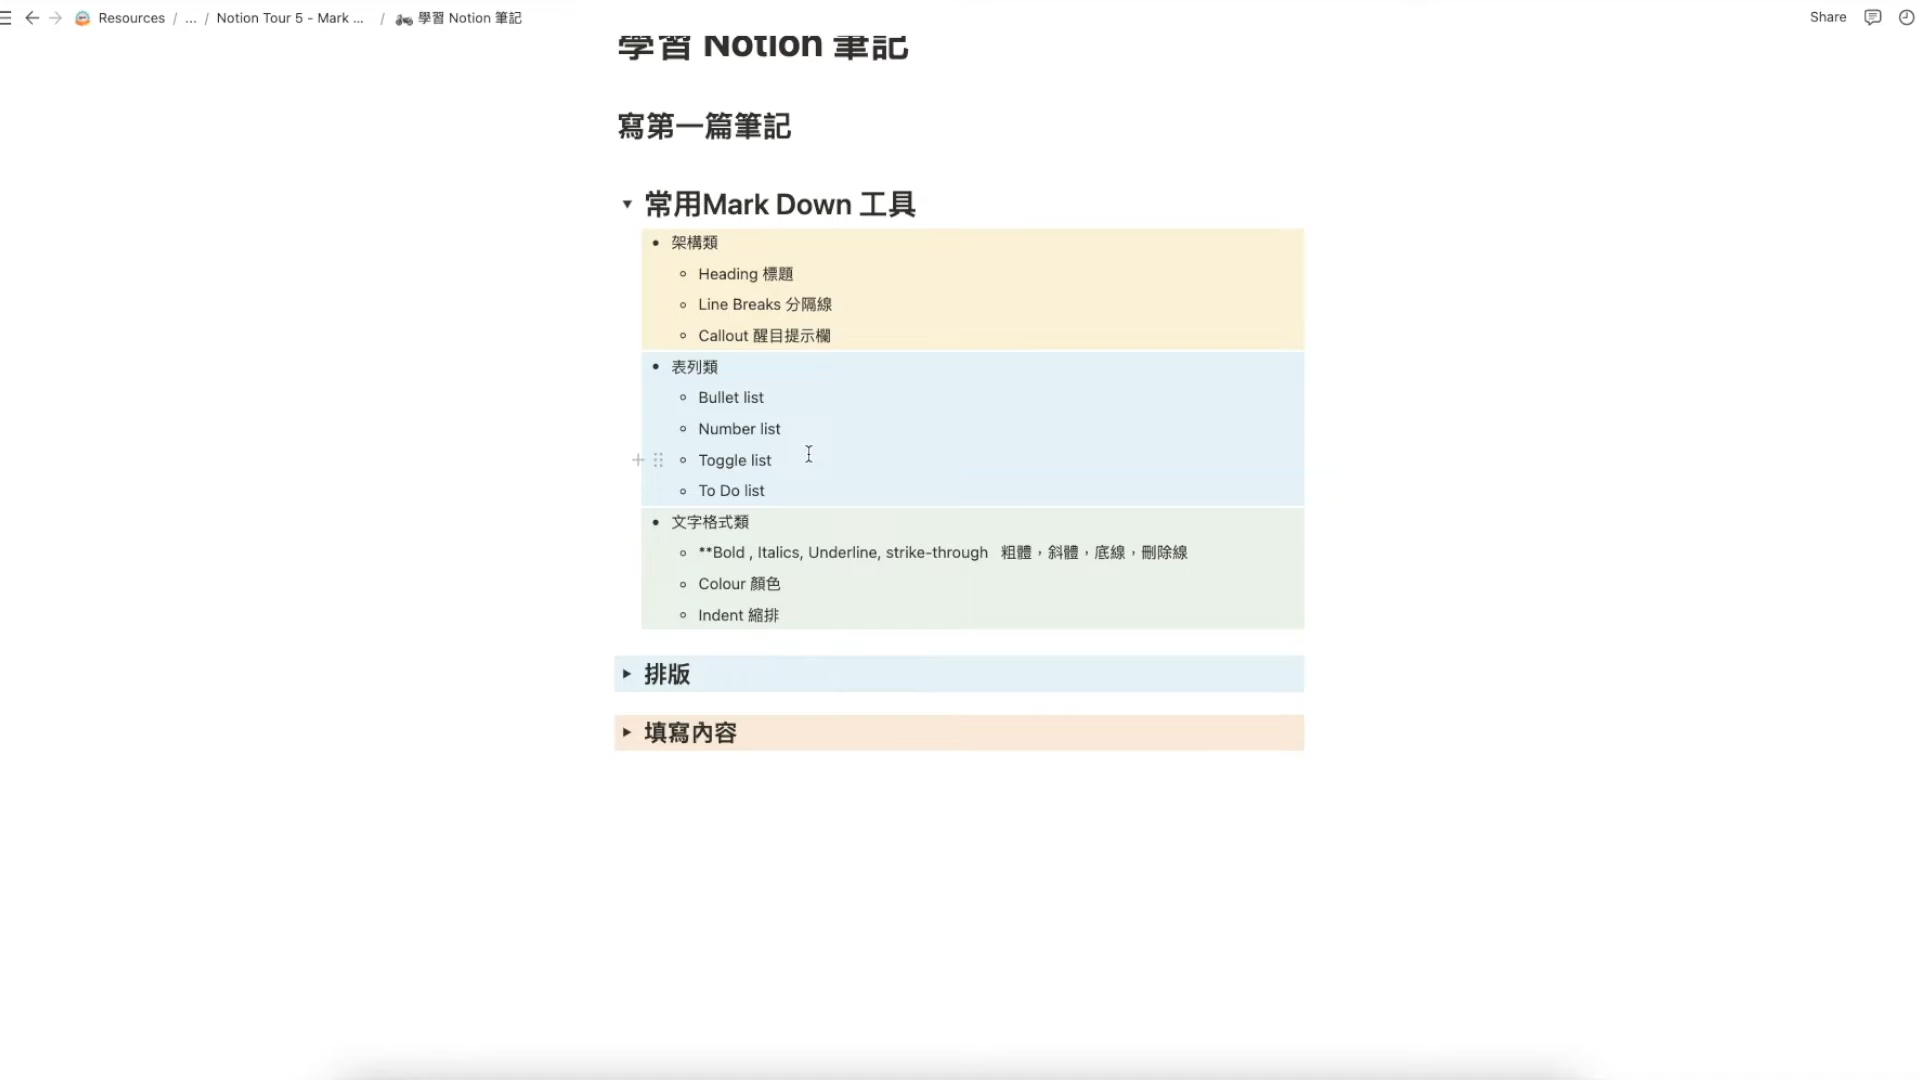 Resources / ... / Notion Tour 5 - Mark ... / 學習 Notion 筆記
Share
學習 Notion 筆記
寫第一篇筆記
常用Mark Down 工具
架構類
Heading 標題
Line Breaks 分隔線
Callout 醒目提示欄
表列類
Bullet list
Number list
Toggle list
To Do list
文字格式類
**Bold , Italics, Underline, strike-through 粗體，斜體，底線，刪除線
Colour 顏色
Indent 縮排
排版
填寫內容